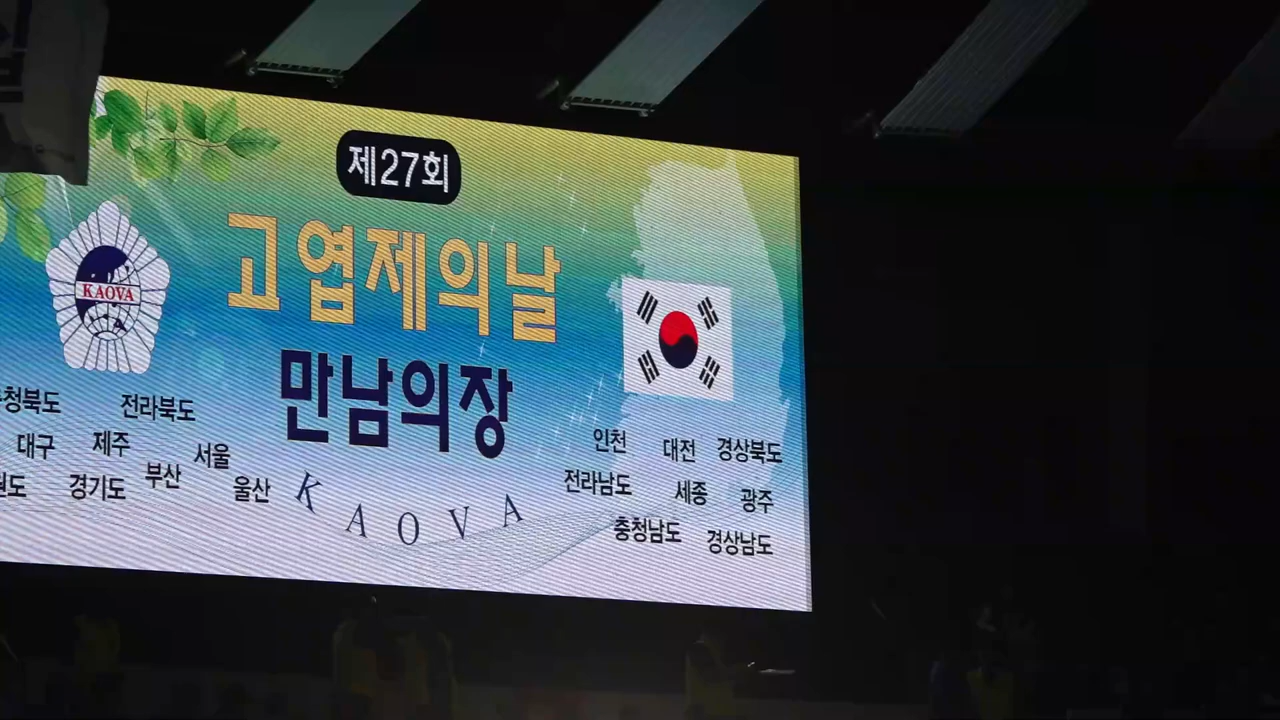 제27회
고엽제의날
만남의장
KAOVA
청북도 전라북도
대구 제주 서울
경기도 부산 울산
KAOVA
인천 대전 경상북도
전라남도 세종 광주
충청남도 경상남도